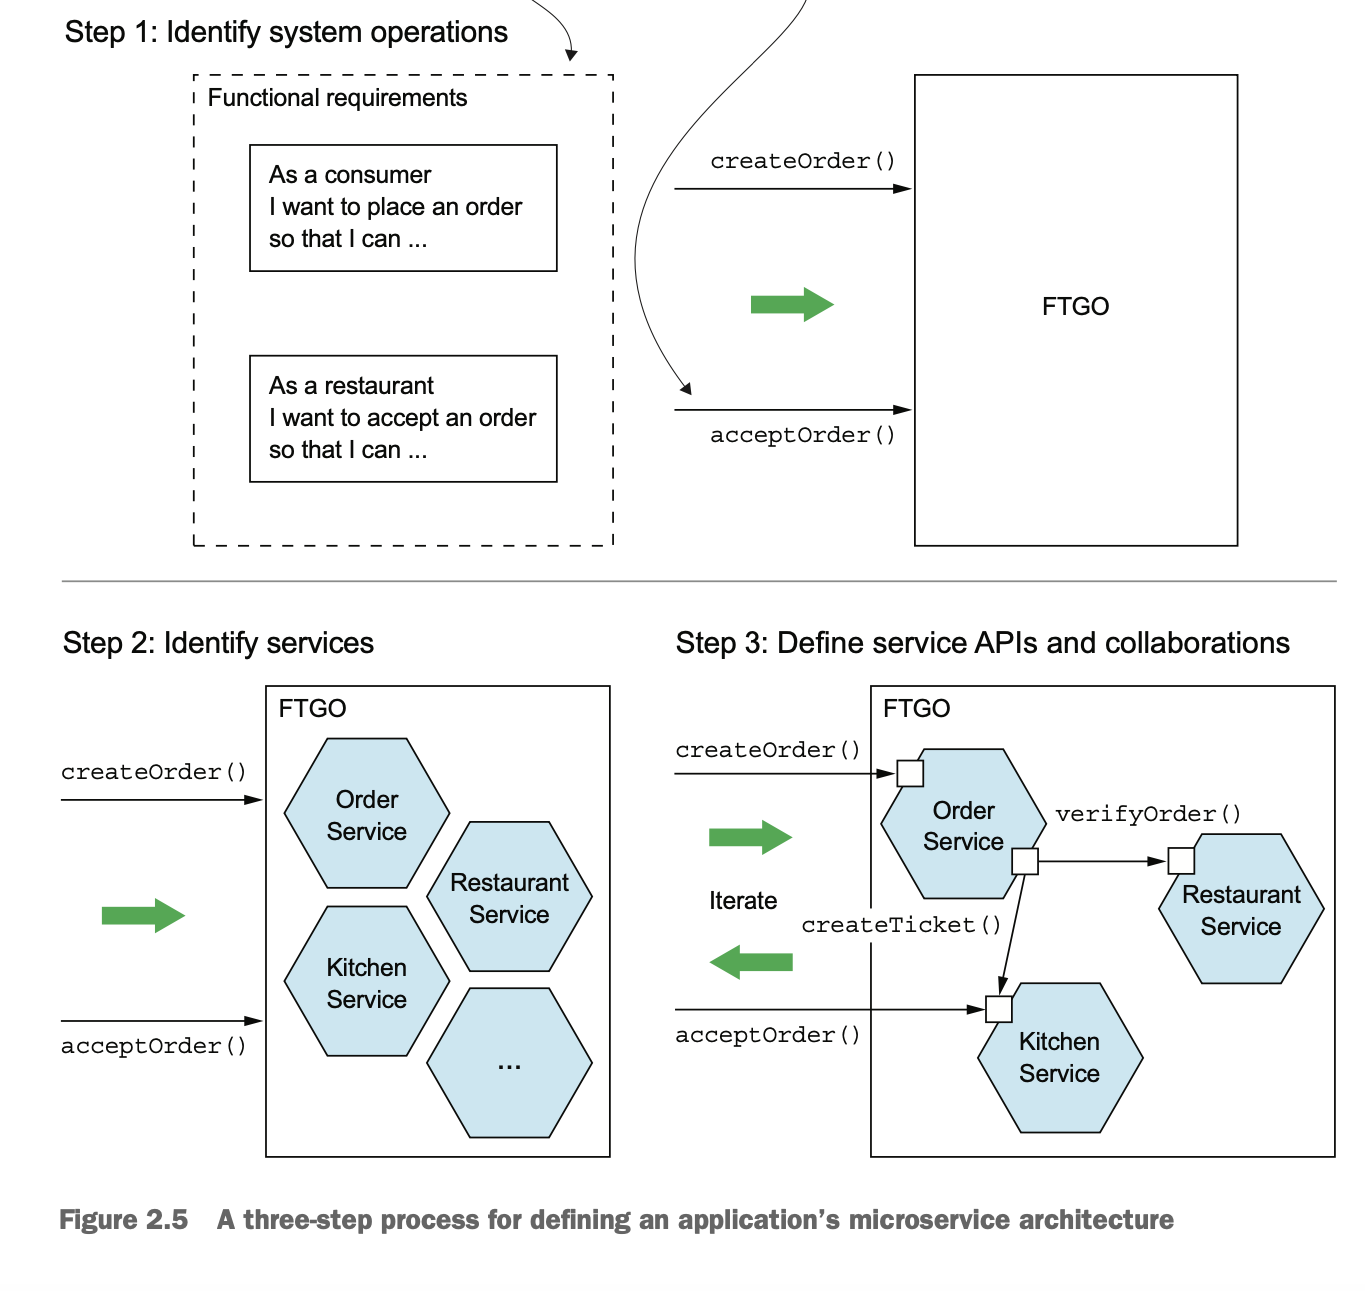 Step 1: Identify system operations
Functional requirements
As a consumer
I want to place an order
so that I can ...
As a restaurant
I want to accept an order
so that I can ...
createOrder()
acceptOrder()
FTGO
Step 2: Identify services
createOrder()
acceptOrder()
FTGO
Order
Service
Restaurant
Service
Kitchen
Service
...
Step 3: Define service APIs and collaborations
createOrder()
Iterate
acceptOrder()
FTGO
Order
Service
verifyOrder()
Restaurant
Service
createTicket()
Kitchen
Service
Figure 2.5 A three-step process for defining an application’s microservice architecture